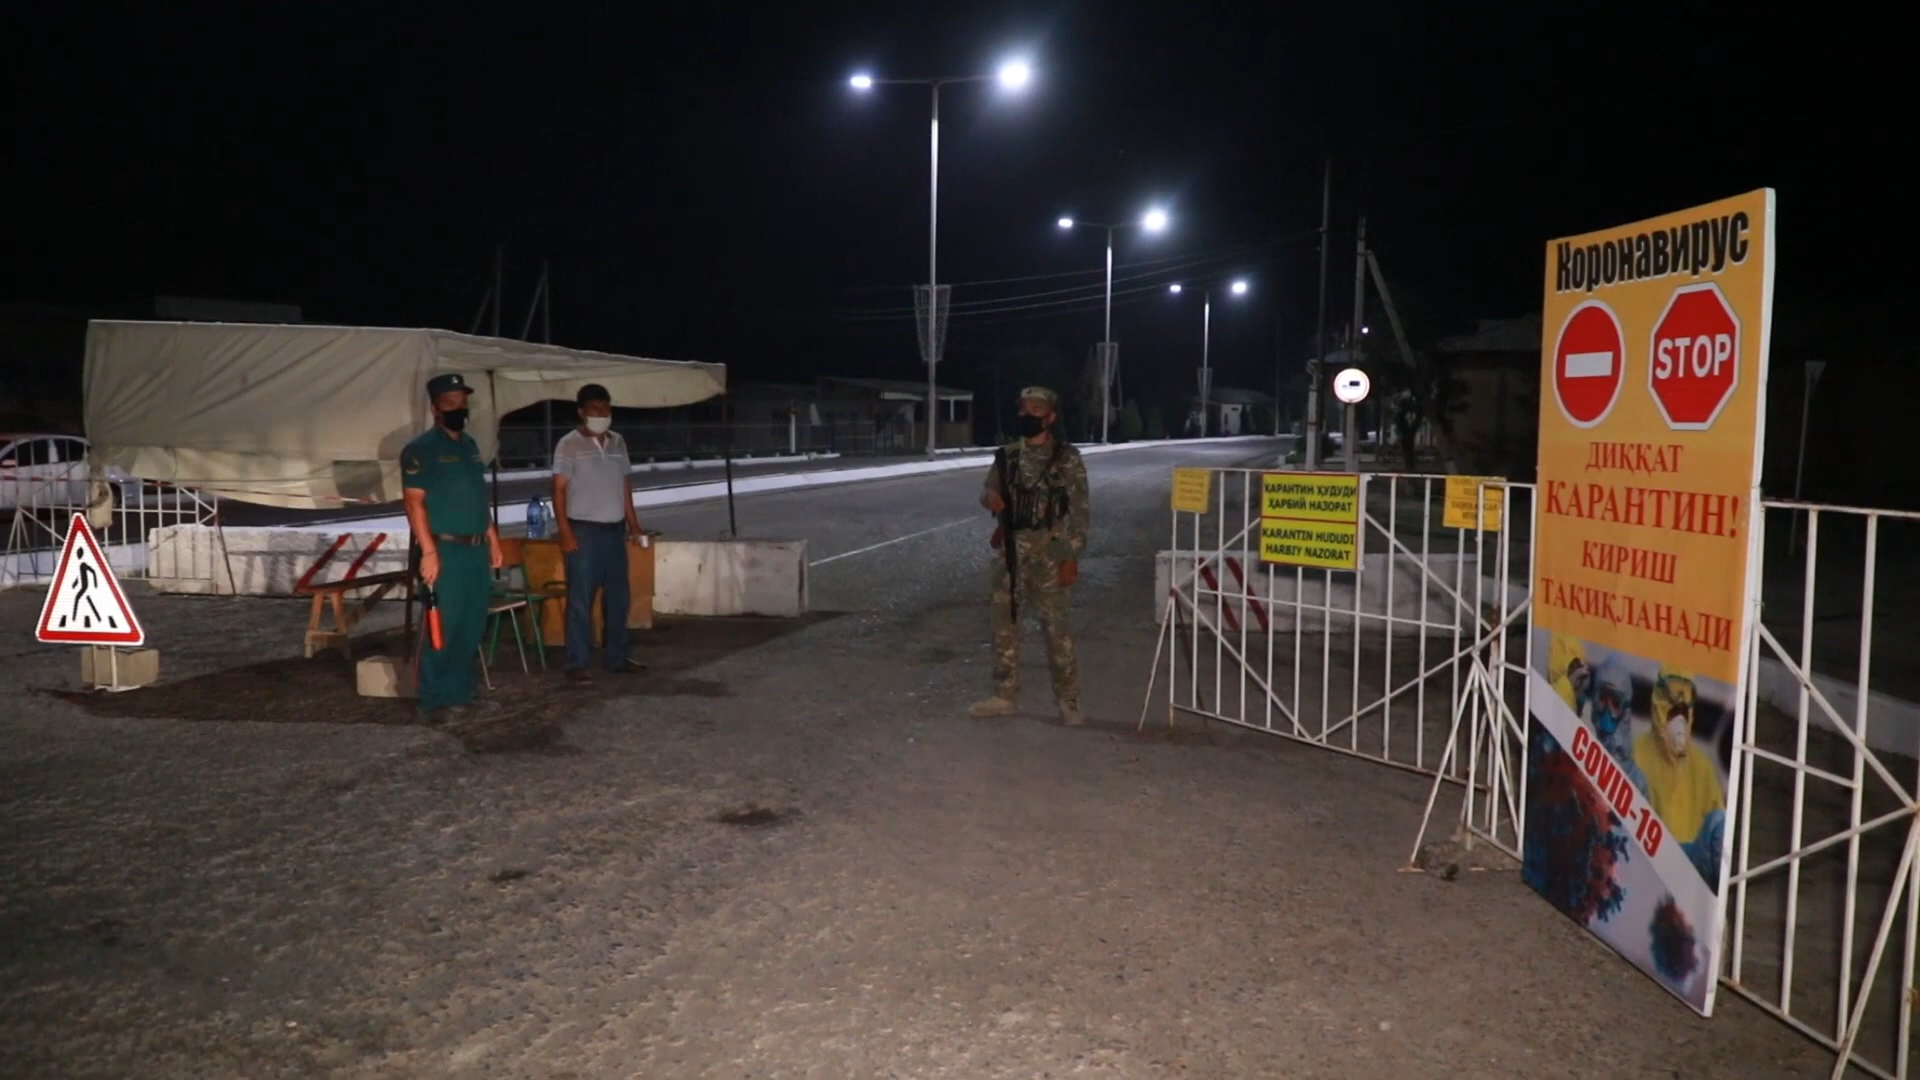 КАРАНТИН ҲУДУДИ
ҲАРБИЙ НАЗОРАТ
KARANTIN HUDUDI
HARBIY NAZORAT
Коронавирус
STOP
ДИҚҚАТ
КАРАНТИН!
КИРИШ
ТАҚИҚЛАНАДИ
COVID-19